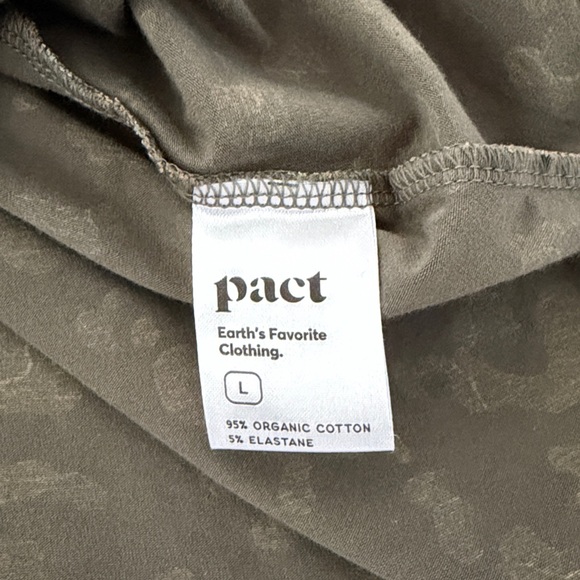 pact
Earth's Favorite
Clothing.
L
95% ORGANIC COTTON
5% ELASTANE